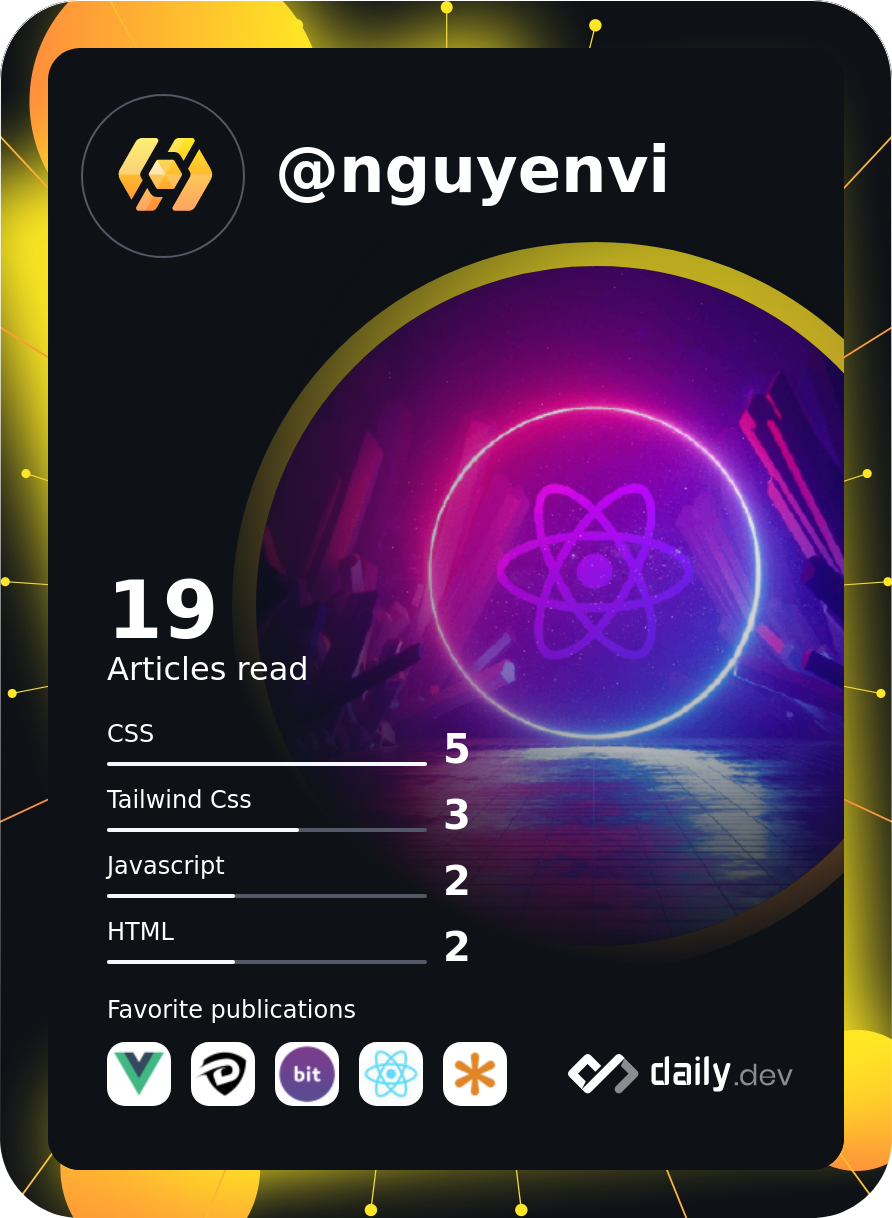 @nguyenvi
19
Articles read
CSS
5
Tailwind Css
3
Javascript
2
HTML
2
Favorite publications
bit
daily.dev